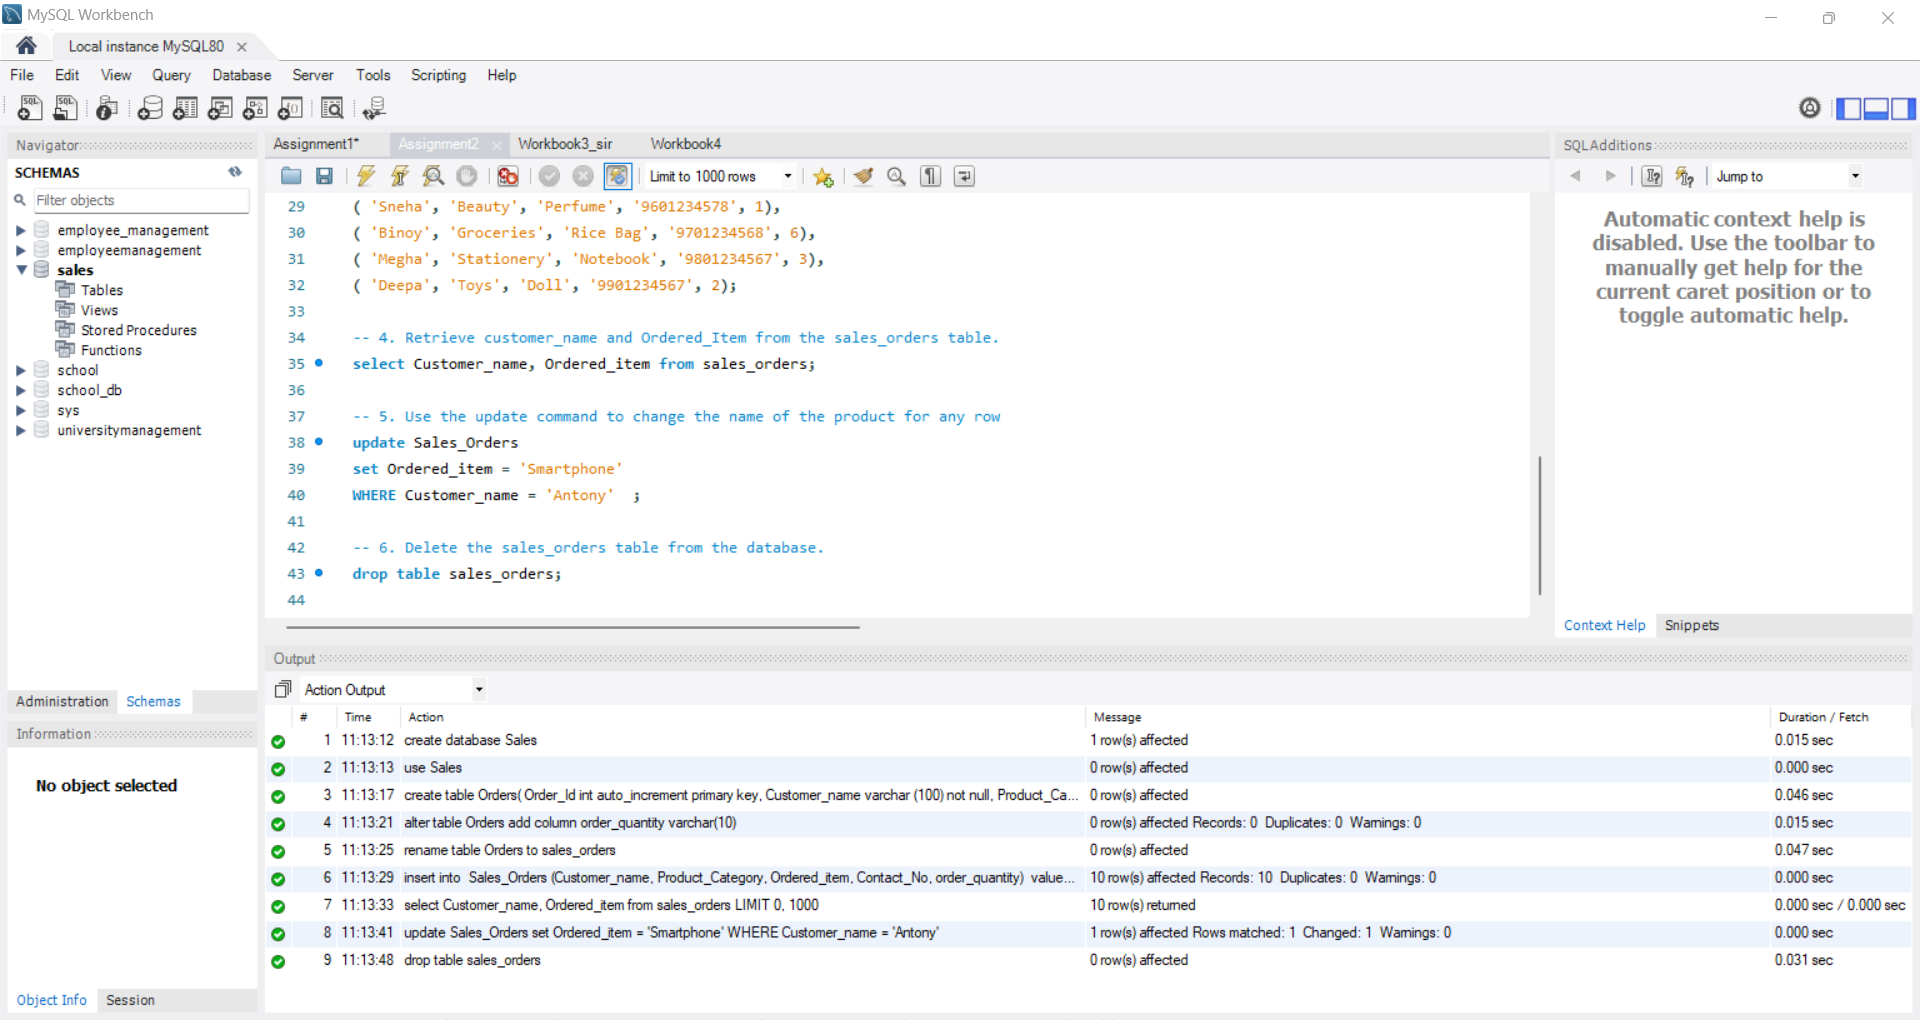 MySQL Workbench
Local instance MySQL80
File Edit View Query Database Server Tools Scripting Help
Navigator
SCHEMAS
Filter objects
employee_management
employeemanagement
sales
Tables
Views
Stored Procedures
Functions
school
school_db
sys
universitymanagement
Administration Schemas
Information
No object selected
Object Info Session
Assignment1* Assignment2 Workbook3_sir Workbook4
Limit to 1000 rows
29 ( 'Sneha', 'Beauty', 'Perfume', '9601234578', 1),
30 ( 'Binoy', 'Groceries', 'Rice Bag', '9701234568', 6),
31 ( 'Megha', 'Stationery', 'Notebook', '9801234567', 3),
32 ( 'Deepa', 'Toys', 'Doll', '9901234567', 2);
33
34 -- 4. Retrieve customer_name and Ordered_Item from the sales_orders table.
35 select Customer_name, Ordered_item from sales_orders;
36
37 -- 5. Use the update command to change the name of the product for any row
38 update Sales_Orders
39 set Ordered_item = 'Smartphone'
40 WHERE Customer_name = 'Antony' ;
41
42 -- 6. Delete the sales_orders table from the database.
43 drop table sales_orders;
44
SQLAdditions
Jump to
Automatic context help is
disabled. Use the toolbar to
manually get help for the
current caret position or to
toggle automatic help.
Context Help Snippets
Output
Action Output
# Time Action Message Duration / Fetch
1 11:13:12 create database Sales 1 row(s) affected 0.015 sec
2 11:13:13 use Sales 0 row(s) affected 0.000 sec
3 11:13:17 create table Orders( Order_Id int auto_increment primary key, Customer_name varchar (100) not null, Product_Ca... 0 row(s) affected 0.046 sec
4 11:13:21 alter table Orders add column order_quantity varchar(10) 0 row(s) affected Records: 0 Duplicates: 0 Warnings: 0 0.015 sec
5 11:13:25 rename table Orders to sales_orders 0 row(s) affected 0.047 sec
6 11:13:29 insert into Sales_Orders (Customer_name, Product_Category, Ordered_item, Contact_No, order_quantity) value... 10 row(s) affected Records: 10 Duplicates: 0 Warnings: 0 0.000 sec
7 11:13:33 select Customer_name, Ordered_item from sales_orders LIMIT 0, 1000 10 row(s) returned 0.000 sec / 0.000 sec
8 11:13:41 update Sales_Orders set Ordered_item = 'Smartphone' WHERE Customer_name = 'Antony' 1 row(s) affected Rows matched: 1 Changed: 1 Warnings: 0 0.000 sec
9 11:13:48 drop table sales_orders 0 row(s) affected 0.031 sec